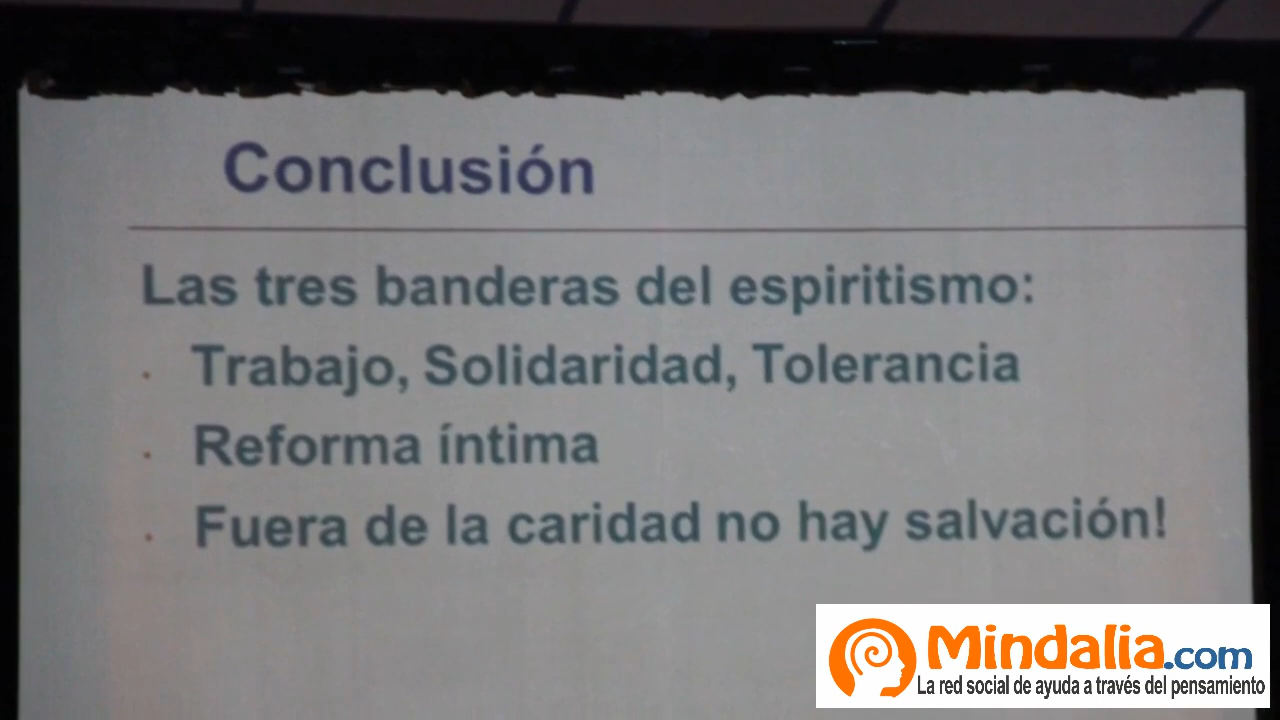 Conclusión
Las tres banderas del espiritismo:
· Trabajo, Solidaridad, Tolerancia
· Reforma íntima
· Fuera de la caridad no hay salvación!
Mindalia.com
La red social de ayuda a través del pensamiento